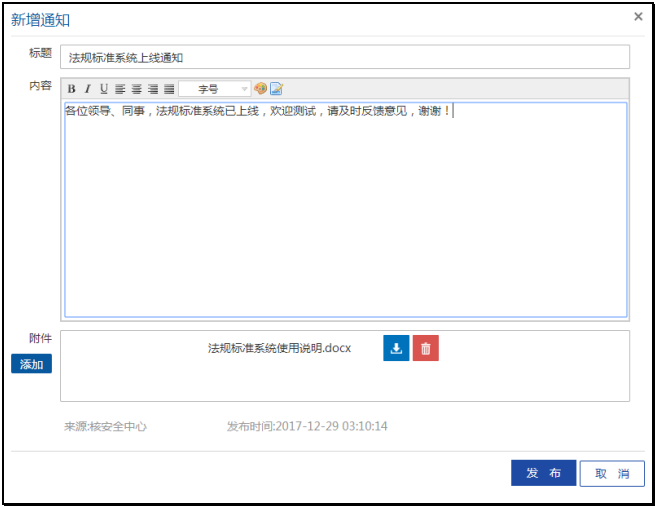 新增通知 ×
标题 法规标准系统上线通知
内容 B I U 字号
各位领导、同事，法规标准系统已上线，欢迎测试，请及时反馈意见，谢谢！
附件
法规标准系统使用说明.docx
添加
来源:核安全中心 发布时间:2017-12-29 03:10:14
发 布 取 消